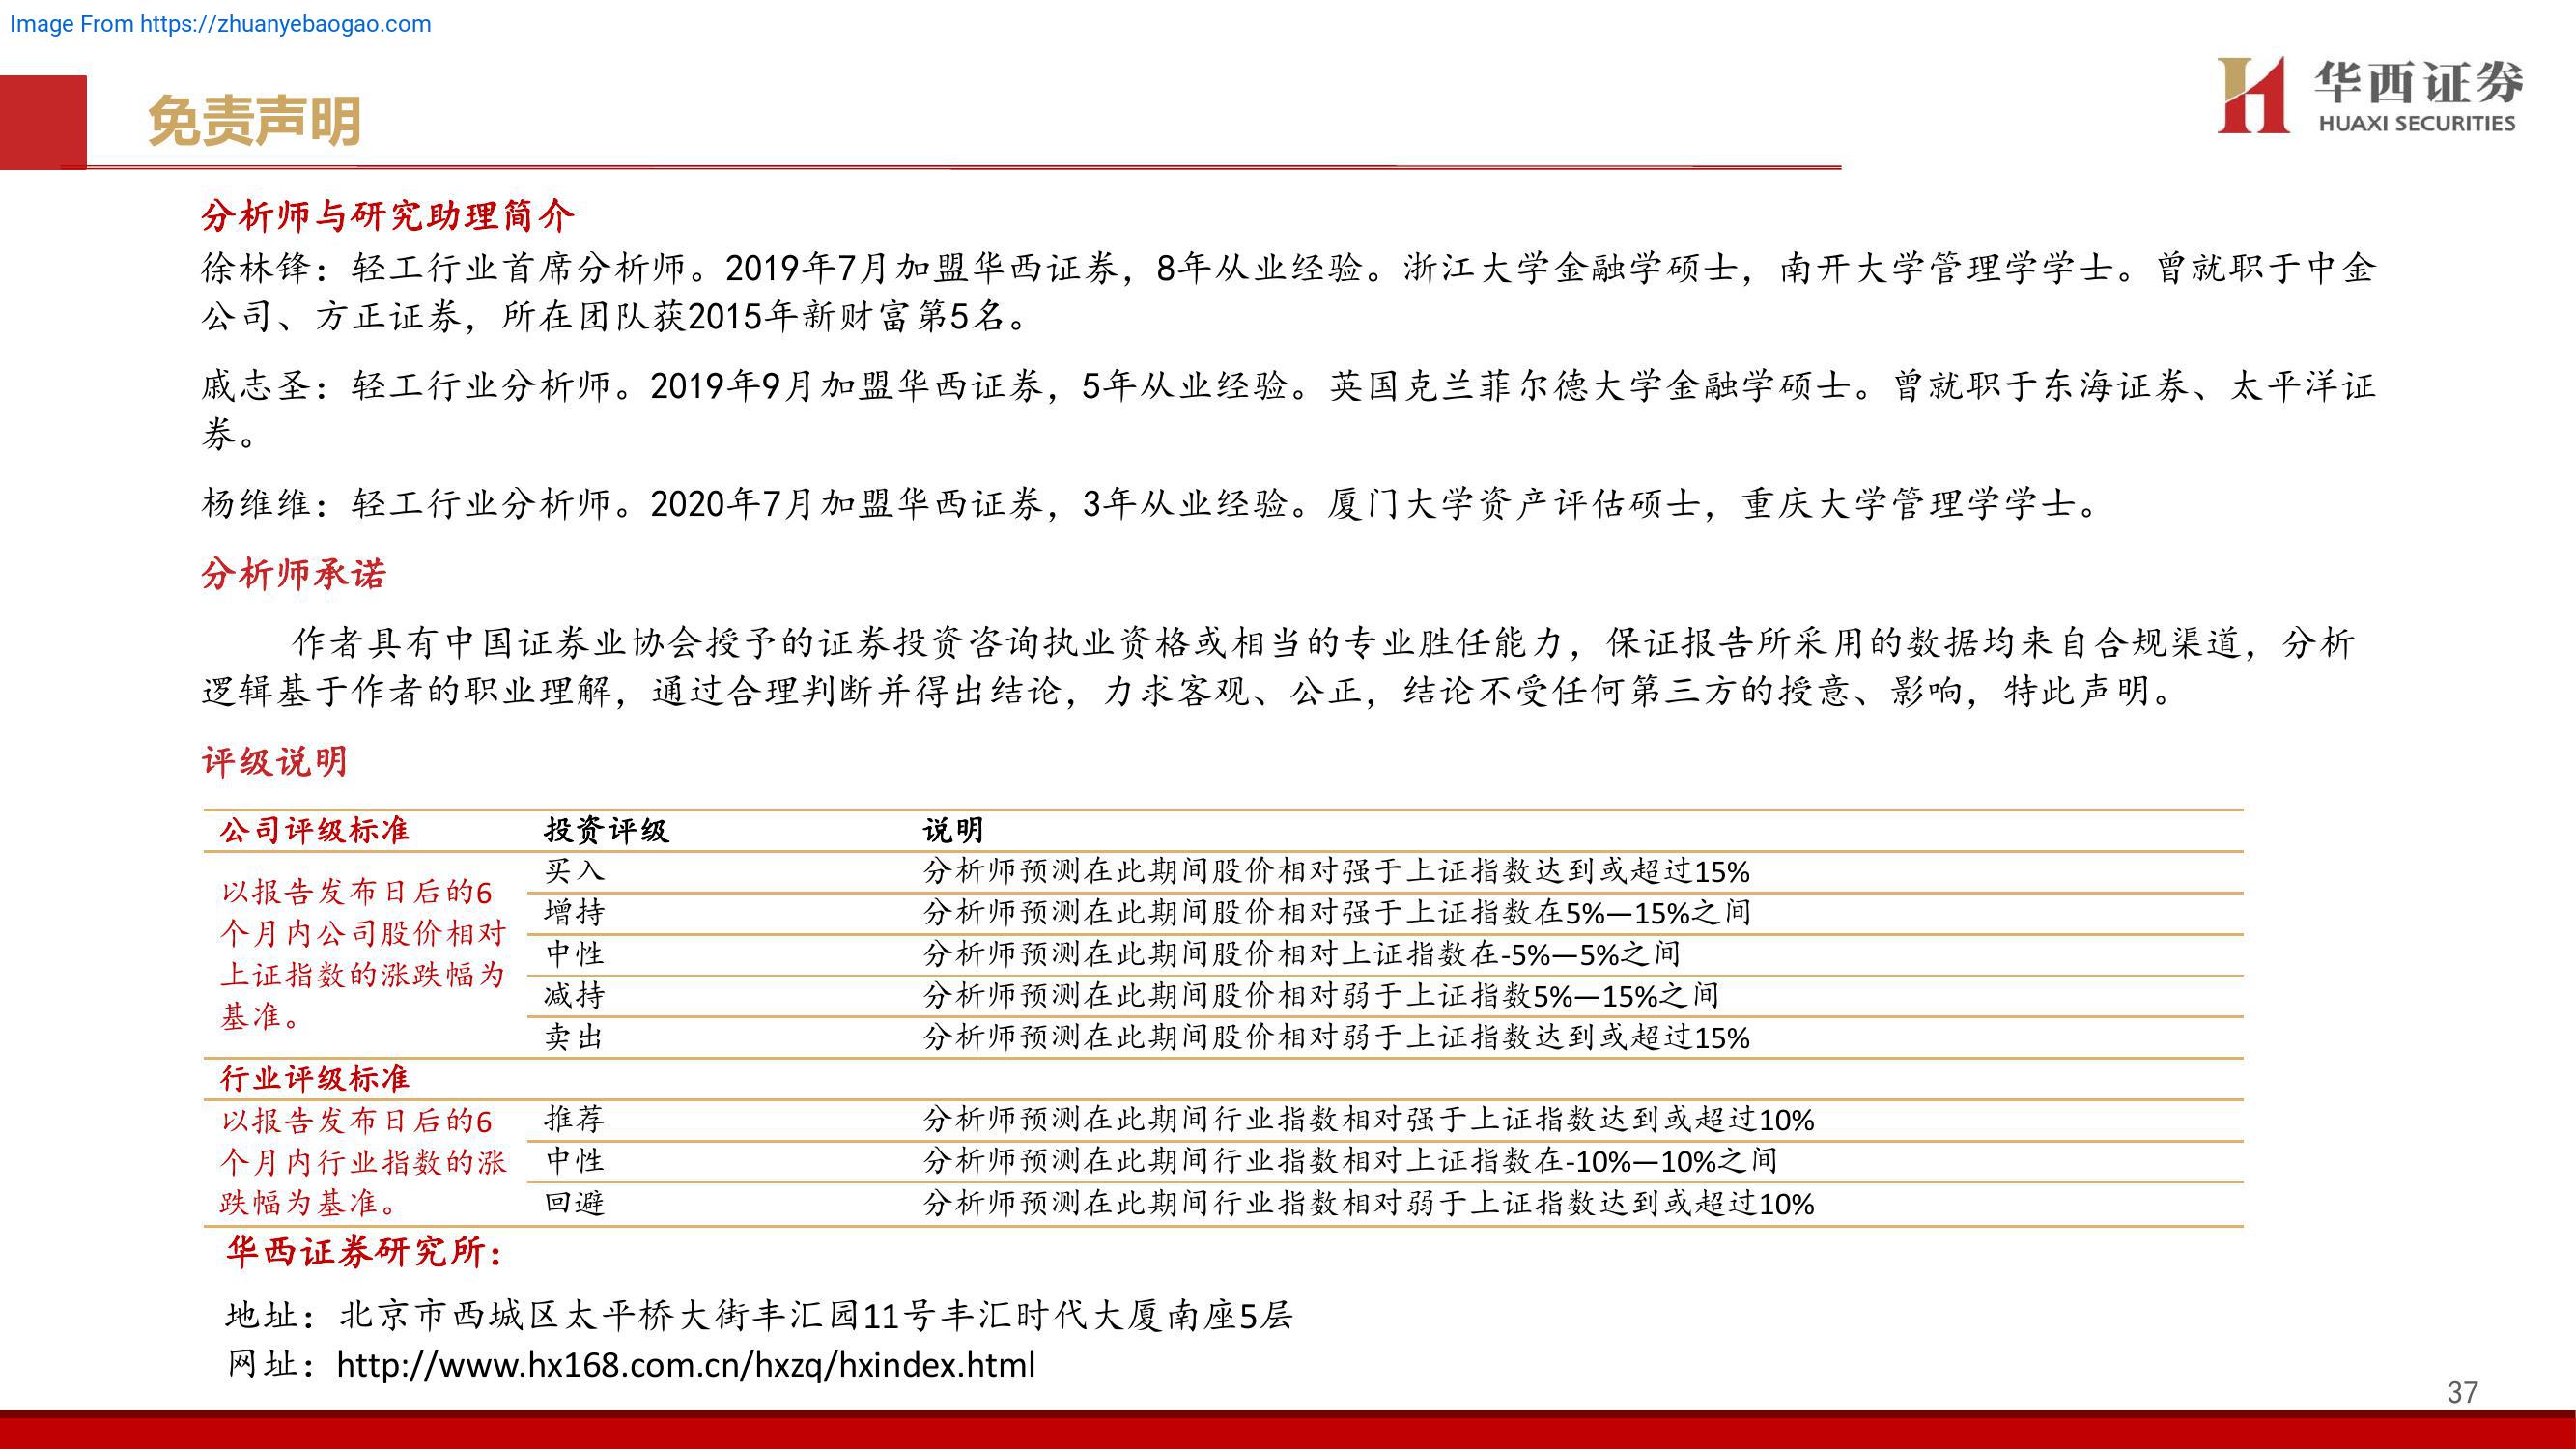 Image From https://zhuanyebaogao.com
华西证券
HUAXI SECURITIES
免责声明
分析师与研究助理简介
徐林锋：轻工行业首席分析师。2019年7月加盟华西证券，8年从业经验。浙江大学金融学硕士，南开大学管理学学士。曾就职于中金
公司、方正证券，所在团队获2015年新财富第5名。
戚志圣：轻工行业分析师。2019年9月加盟华西证券，5年从业经验。英国克兰菲尔德大学金融学硕士。曾就职于东海证券、太平洋证
券。
杨维维：轻工行业分析师。2020年7月加盟华西证券，3年从业经验。厦门大学资产评估硕士，重庆大学管理学学士。
分析师承诺
作者具有中国证券业协会授予的证券投资咨询执业资格或相当的专业胜任能力，保证报告所采用的数据均来自合规渠道，分析
逻辑基于作者的职业理解，通过合理判断并得出结论，力求客观、公正，结论不受任何第三方的授意、影响，特此声明。
评级说明
公司评级标准 投资评级 说明
以报告发布日后的6
个月内公司股价相对
上证指数的涨跌幅为
基准。
买入 分析师预测在此期间股价相对强于上证指数达到或超过15%
增持 分析师预测在此期间股价相对强于上证指数在5%—15%之间
中性 分析师预测在此期间股价相对上证指数在-5%—5%之间
减持 分析师预测在此期间股价相对弱于上证指数5%—15%之间
卖出 分析师预测在此期间股价相对弱于上证指数达到或超过15%
行业评级标准
以报告发布日后的6
个月内行业指数的涨
跌幅为基准。
推荐 分析师预测在此期间行业指数相对强于上证指数达到或超过10%
中性 分析师预测在此期间行业指数相对上证指数在-10%—10%之间
回避 分析师预测在此期间行业指数相对弱于上证指数达到或超过10%
华西证券研究所：
地址：北京市西城区太平桥大街丰汇园11号丰汇时代大厦南座5层
网址：http://www.hx168.com.cn/hxzq/hxindex.html
37